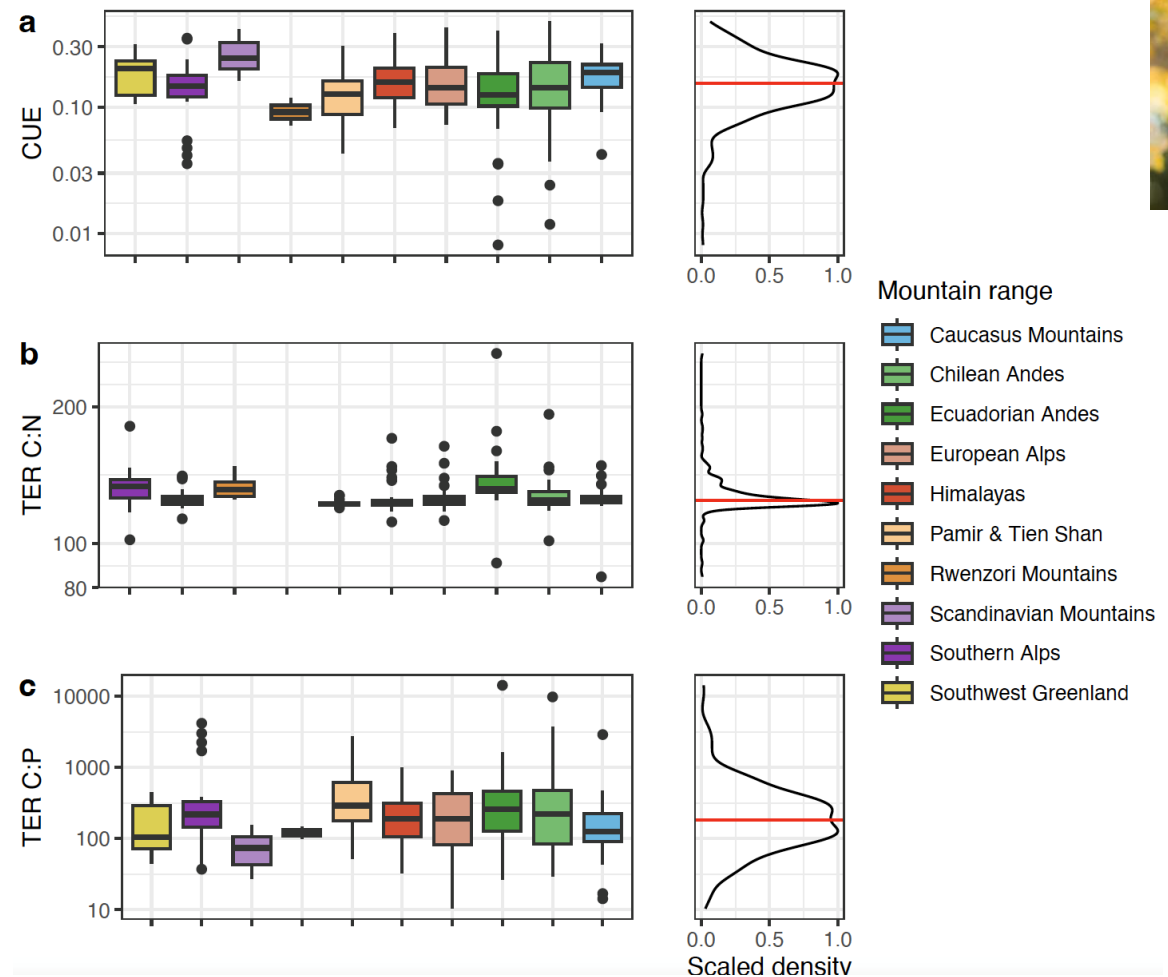 a
CUE
0.30
0.10
0.03
0.01
0.0 0.5 1.0
b
TER C:N
200
100
80
0.0 0.5 1.0
c
TER C:P
10000
1000
100
10
0.0 0.5 1.0
Scaled density
Mountain range
Caucasus Mountains
Chilean Andes
Ecuadorian Andes
European Alps
Himalayas
Pamir & Tien Shan
Rwenzori Mountains
Scandinavian Mountains
Southern Alps
Southwest Greenland